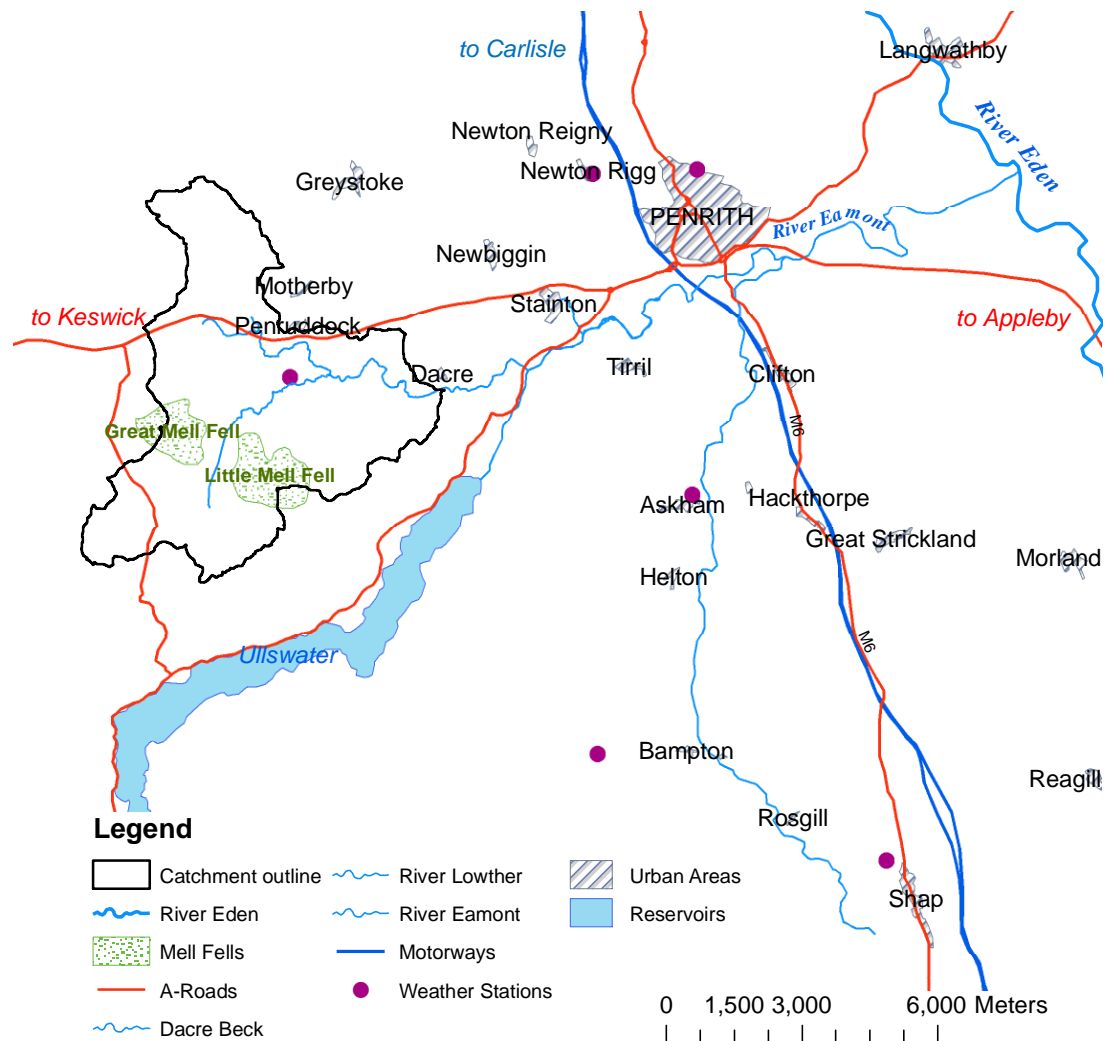 to Carlisle
Langwathby
River Eden
Newton Reigny
Newton Rigg
Greystoke
PENRITH
River Eamont
Newbiggin
Motherby
Stainton
to Keswick
Penruddock
to Appleby
Dacre
Tirril
Clifton
M6
Great Mell Fell
Little Mell Fell
Askham
Hackthorpe
Great Strickland
Morland
Helton
M6
Ullswater
Bampton
Reagill
Rosgill
Shap
Legend
Catchment outline
River Eden
Mell Fells
A-Roads
Dacre Beck
River Lowther
River Eamont
Motorways
Weather Stations
Urban Areas
Reservoirs
0 1,500 3,000 6,000 Meters